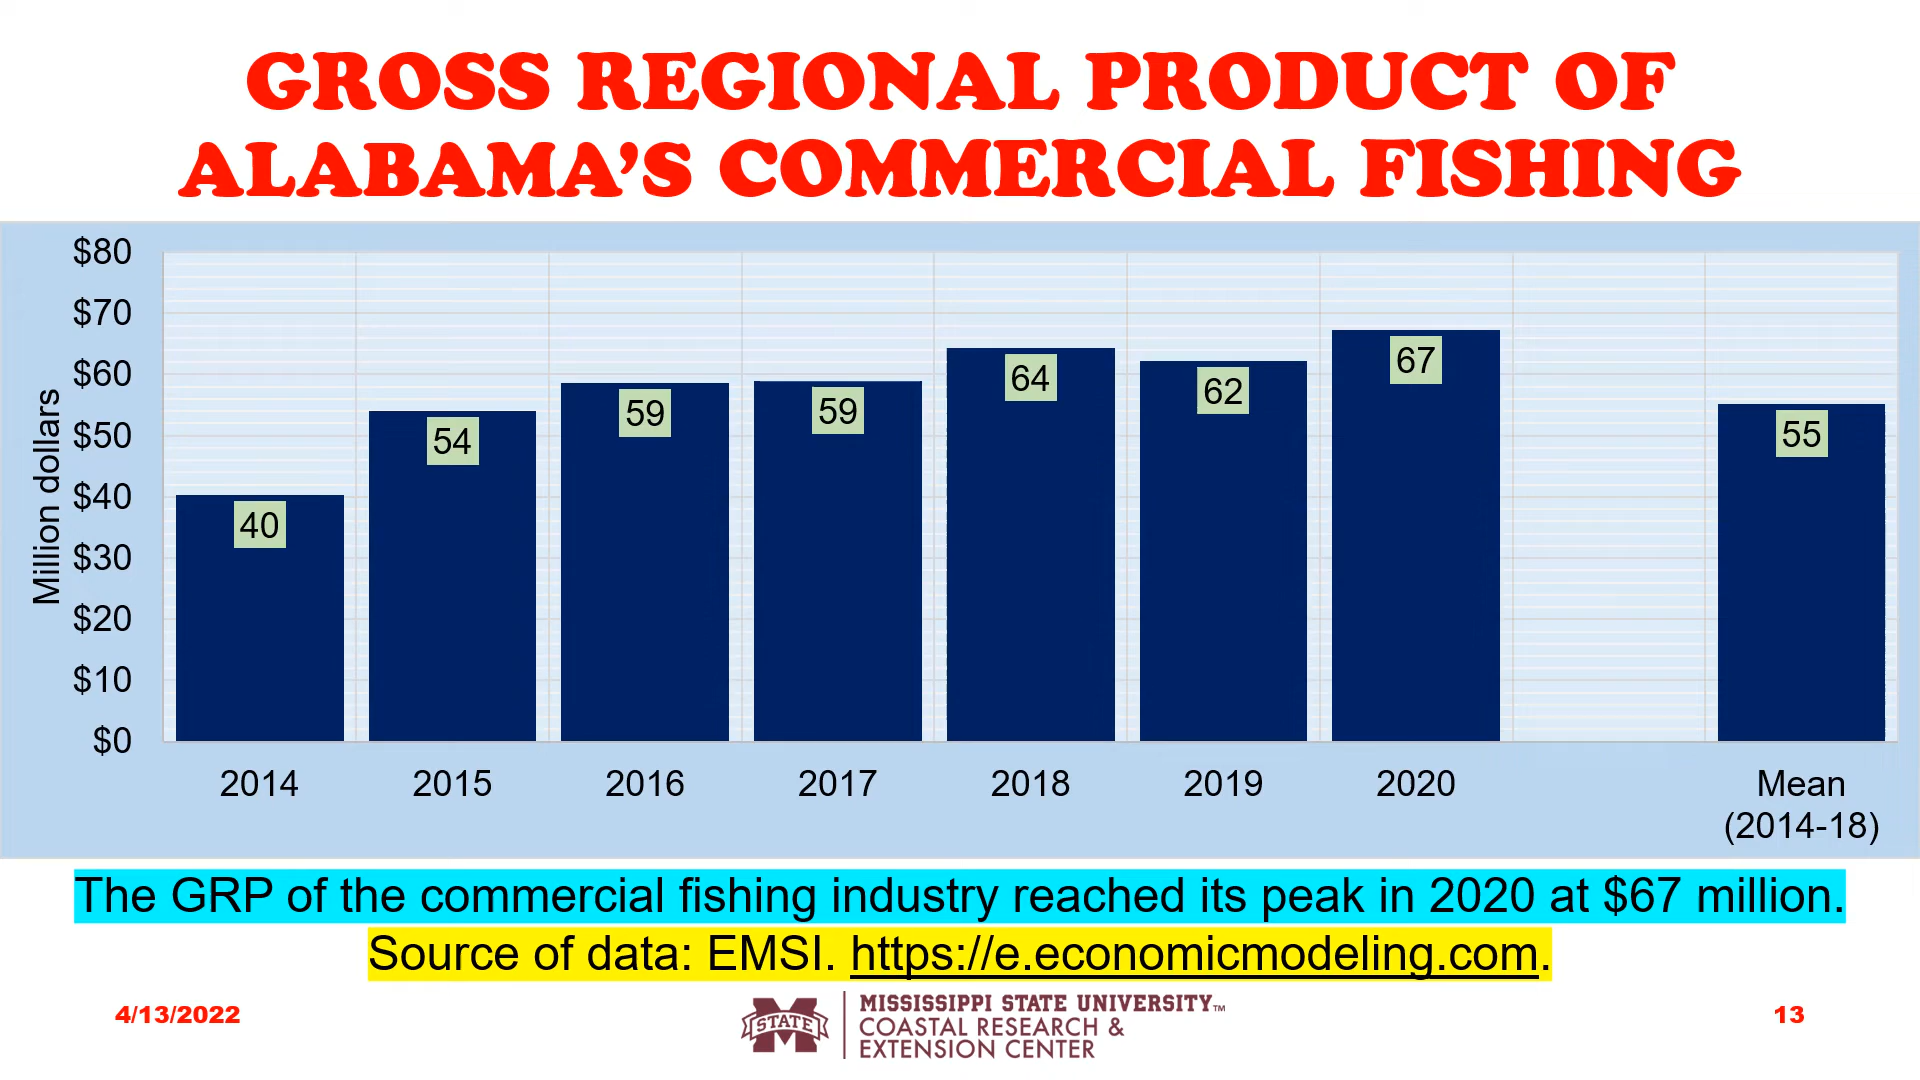 GROSS REGIONAL PRODUCT OF
ALABAMA’S COMMERCIAL FISHING
$80
$70
$60
$50
$40
$30
$20
$10
$0
Million dollars
40
54
59
59
64
62
67
55
2014
2015
2016
2017
2018
2019
2020
Mean
(2014-18)
The GRP of the commercial fishing industry reached its peak in 2020 at $67 million.
Source of data: EMSI. https://e.economicmodeling.com.
4/13/2022
STATE
MISSISSIPPI STATE UNIVERSITY™
COASTAL RESEARCH &
EXTENSION CENTER
13